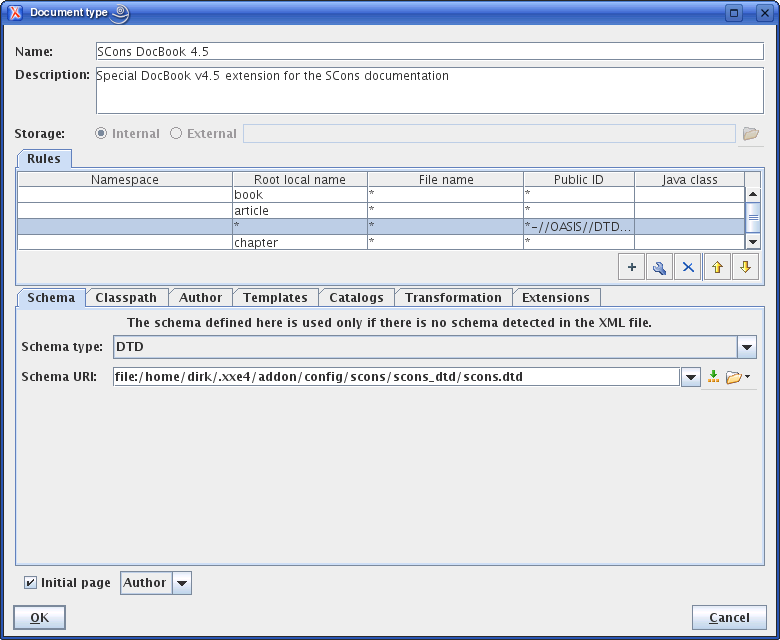 Document type
Name: SCons DocBook 4.5
Description: Special DocBook v4.5 extension for the SCons documentation
Storage: Internal External
Rules
Namespace Root local name File name Public ID Java class
book * *
article * *
* * *-//OASIS//DTD...
chapter * *
Schema Classpath Author Templates Catalogs Transformation Extensions
The schema defined here is used only if there is no schema detected in the XML file.
Schema type: DTD
Schema URI: file:/home/dirk/.xxe4/addon/config/scons/scons_dtd/scons.dtd
Initial page Author
OK Cancel